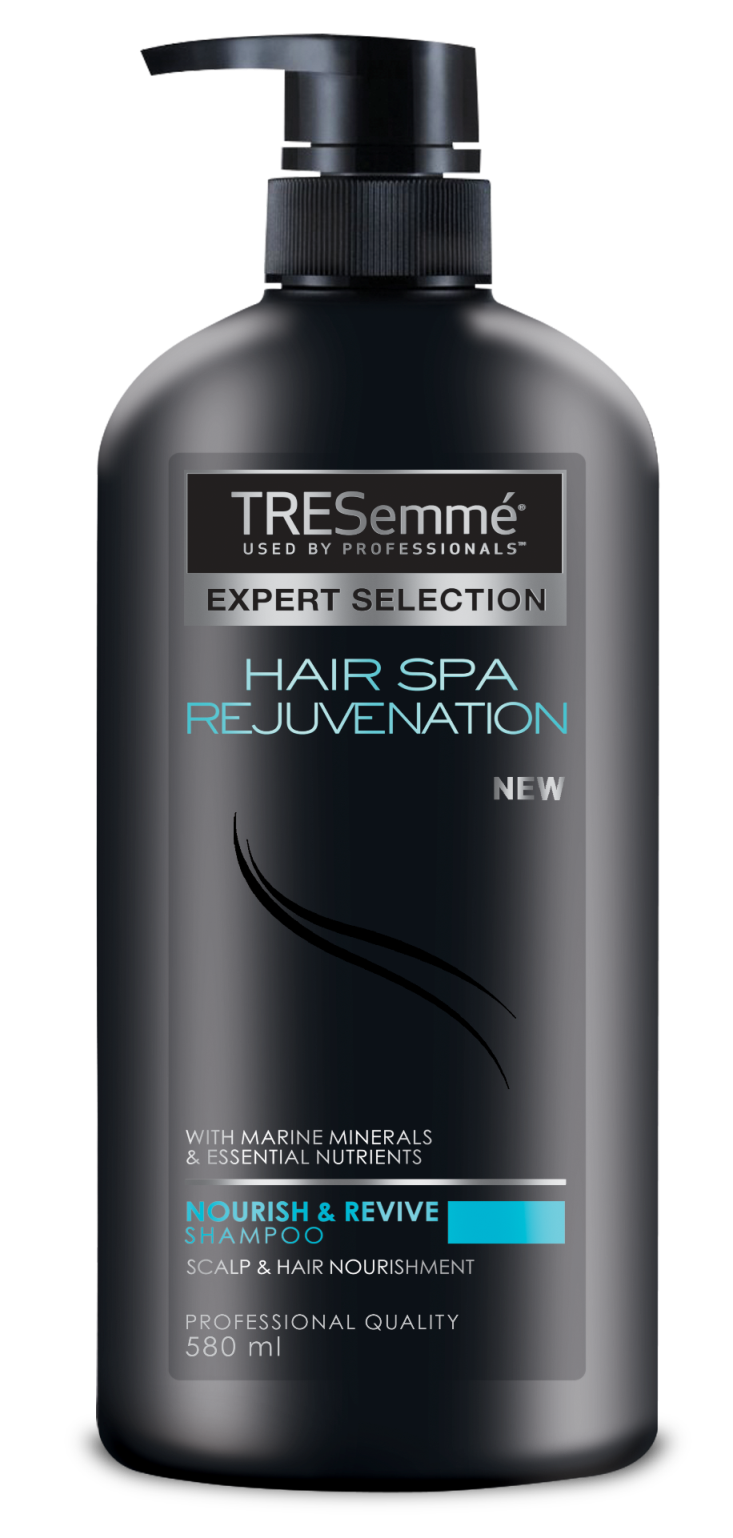 TRESemmé®
USED BY PROFESSIONALS™
EXPERT SELECTION
HAIR SPA
REJUVENATION
NEW
WITH MARINE MINERALS
& ESSENTIAL NUTRIENTS
NOURISH & REVIVE
SHAMPOO
SCALP & HAIR NOURISHMENT
PROFESSIONAL QUALITY
580 ml